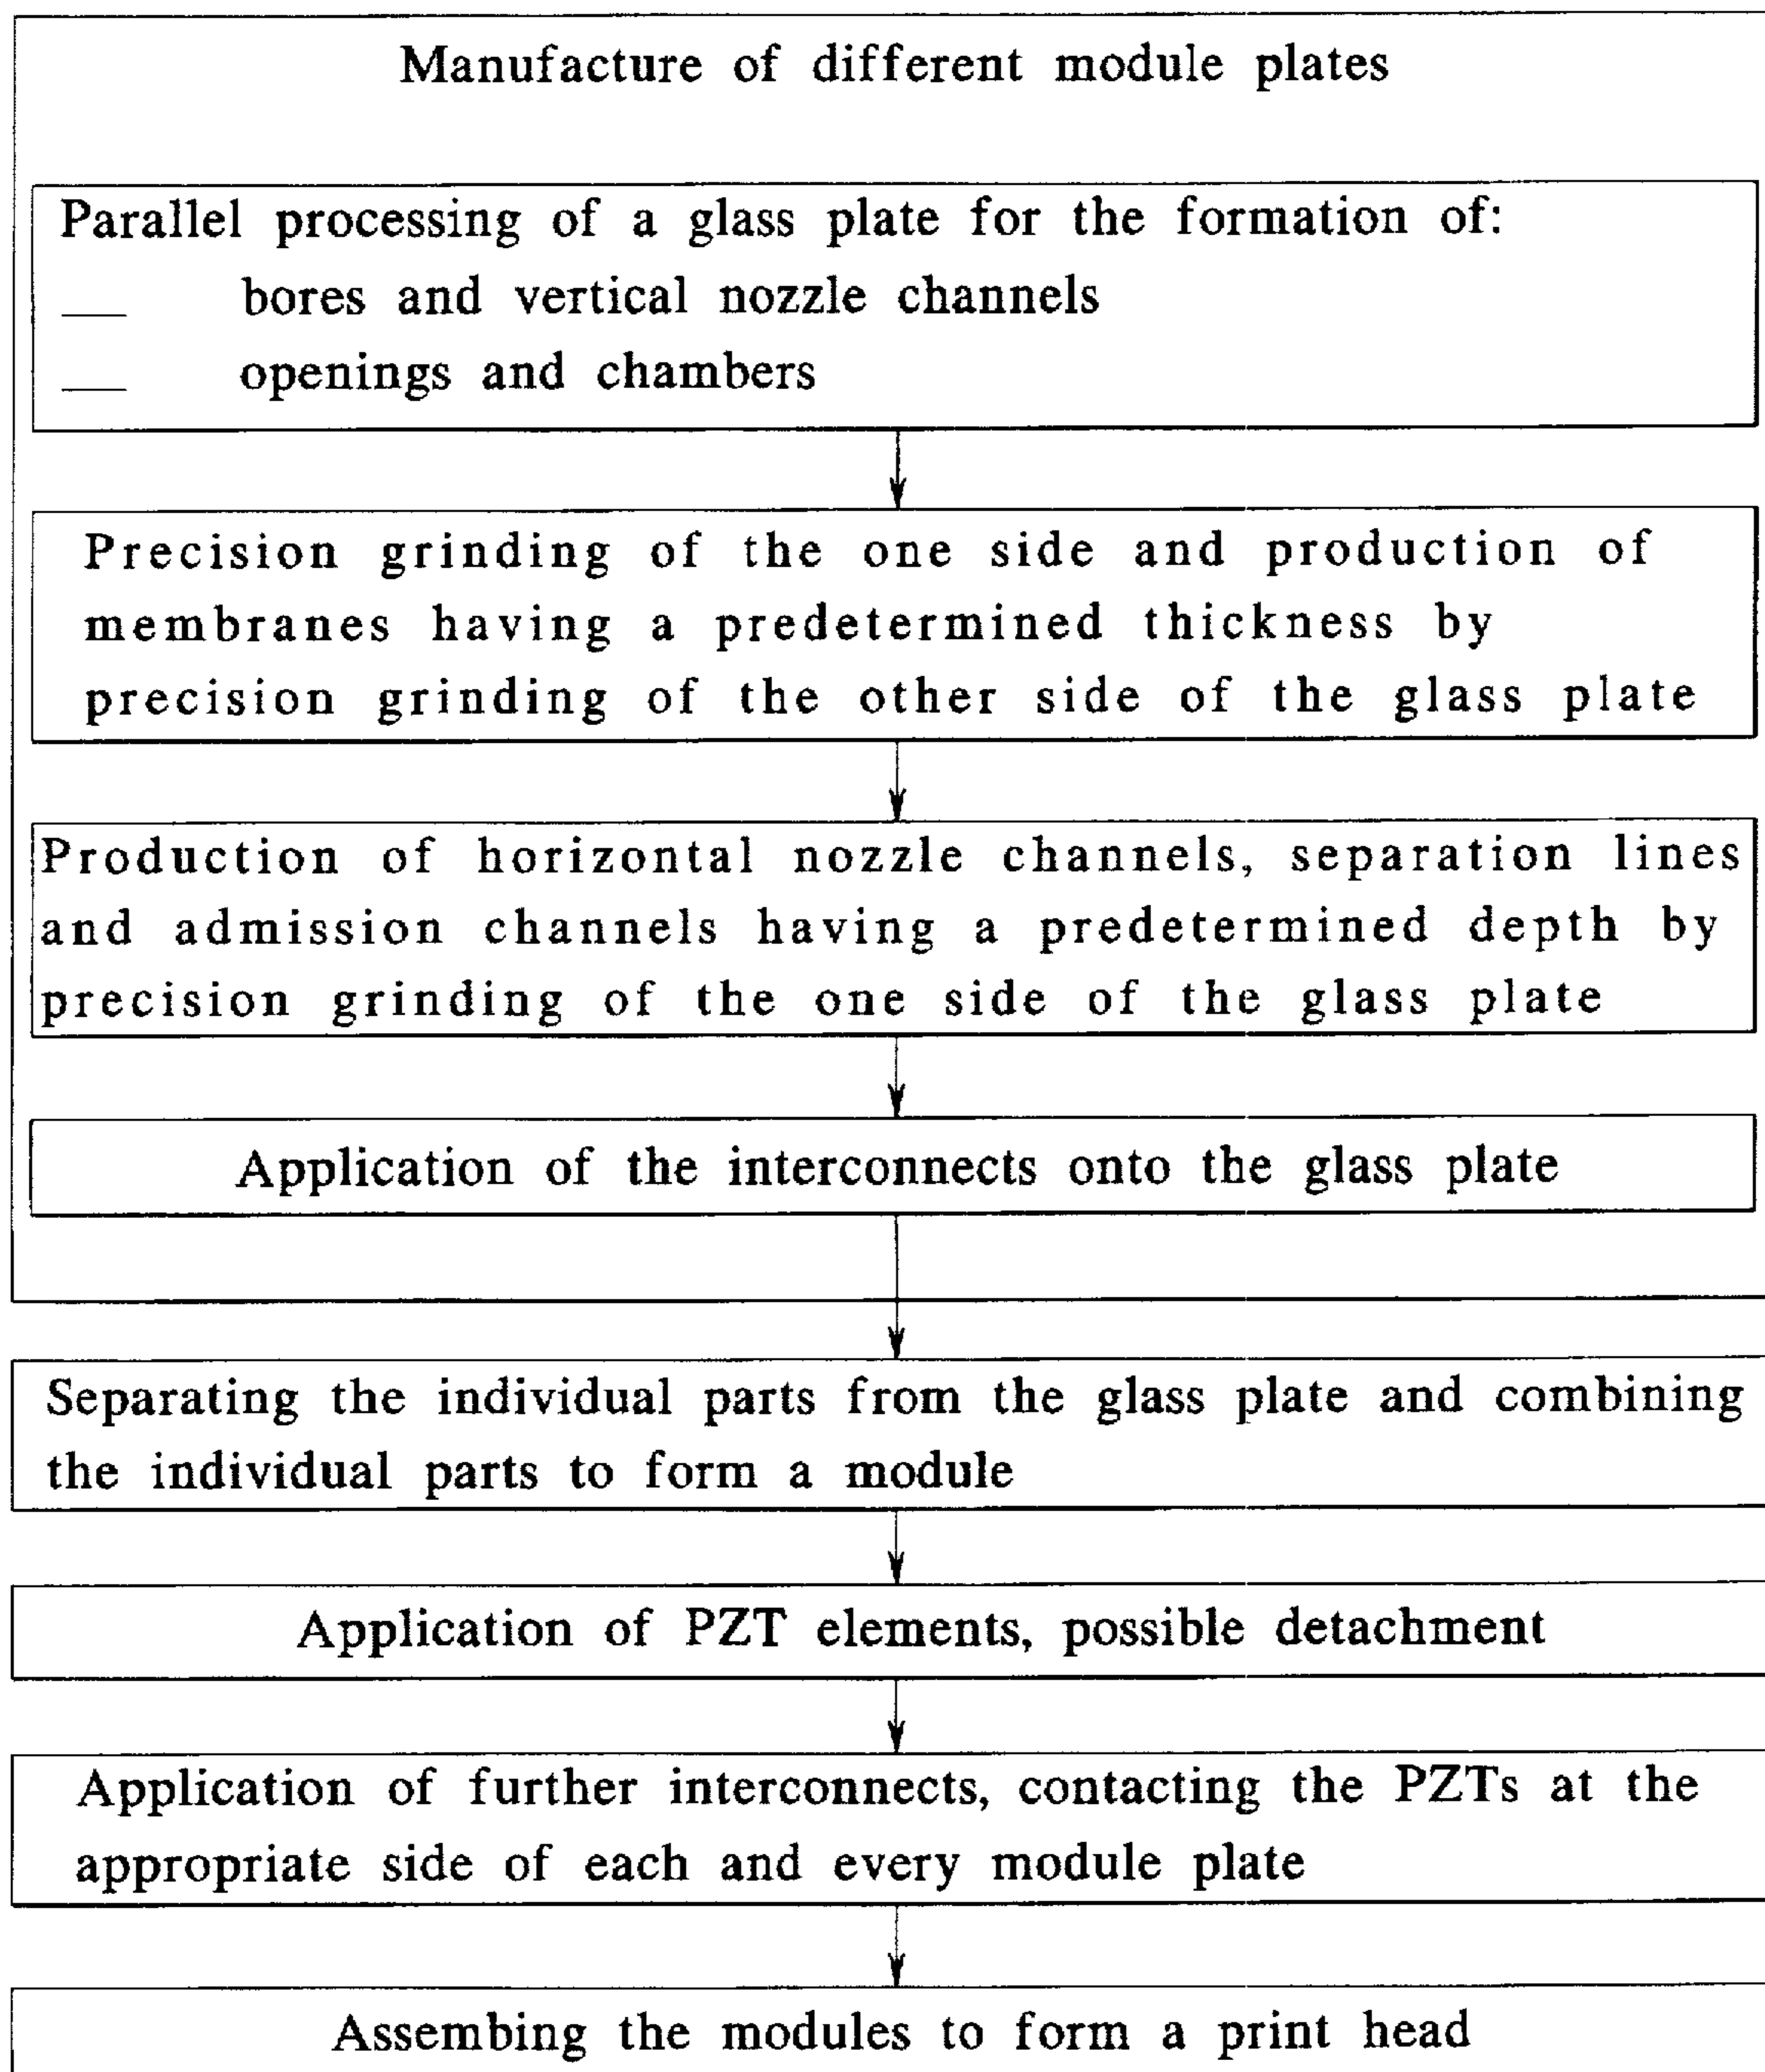 Manufacture of different module plates
Parallel processing of a glass plate for the formation of:
— bores and vertical nozzle channels
— openings and chambers
Precision grinding of the one side and production of
membranes having a predetermined thickness by
precision grinding of the other side of the glass plate
Production of horizontal nozzle channels, separation lines
and admission channels having a predetermined depth by
precision grinding of the one side of the glass plate
Application of the interconnects onto the glass plate
Separating the individual parts from the glass plate and combining
the individual parts to form a module
Application of PZT elements, possible detachment
Application of further interconnects, contacting the PZTs at the
appropriate side of each and every module plate
Assembing the modules to form a print head